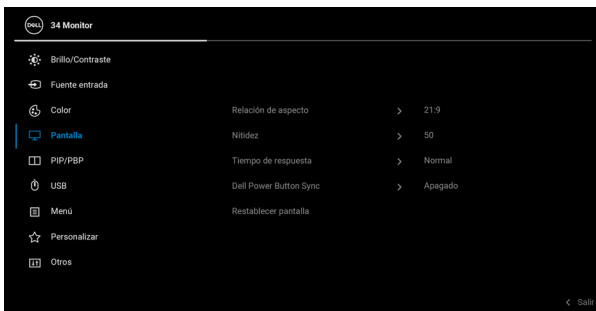 DELL 34 Monitor
Brillo/Contraste
Fuente entrada
Color
Relación de aspecto > 21:9
Pantalla
Nitidez > 50
PIP/PBP
Tiempo de respuesta > Normal
USB
Dell Power Button Sync > Apagado
Menú
Restablecer pantalla
Personalizar
Otros
< Salir